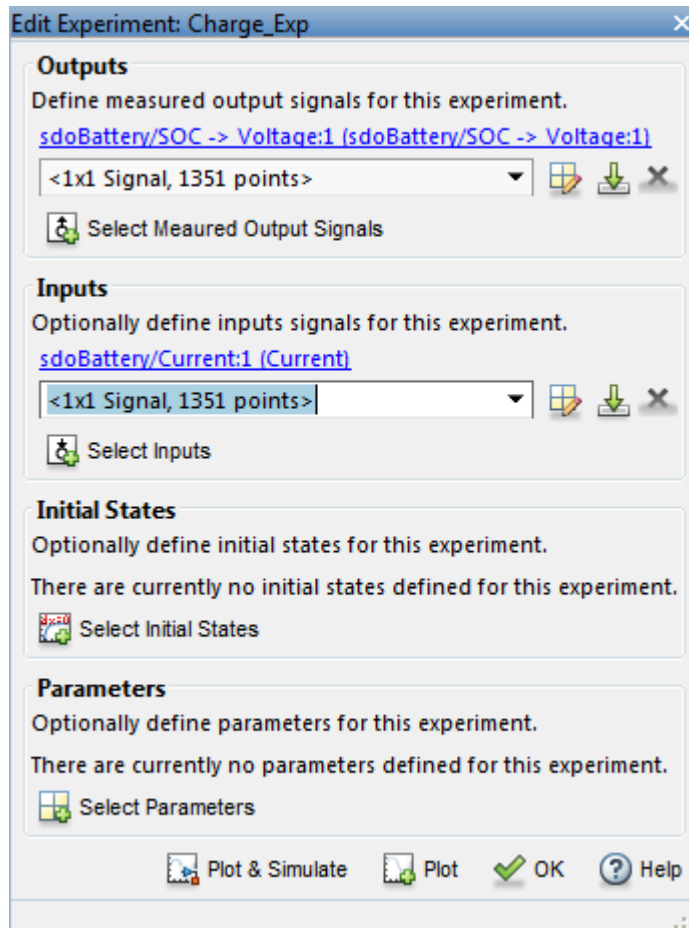 Edit Experiment: Charge_Exp
Outputs
Define measured output signals for this experiment.
sdoBattery/SOC -> Voltage:1 (sdoBattery/SOC -> Voltage:1)
<1x1 Signal, 1351 points>
Select Meaured Output Signals
Inputs
Optionally define inputs signals for this experiment.
sdoBattery/Current:1 (Current)
<1x1 Signal, 1351 points>
Select Inputs
Initial States
Optionally define initial states for this experiment.
There are currently no initial states defined for this experiment.
Select Initial States
Parameters
Optionally define parameters for this experiment.
There are currently no parameters defined for this experiment.
Select Parameters
Plot & Simulate Plot OK Help